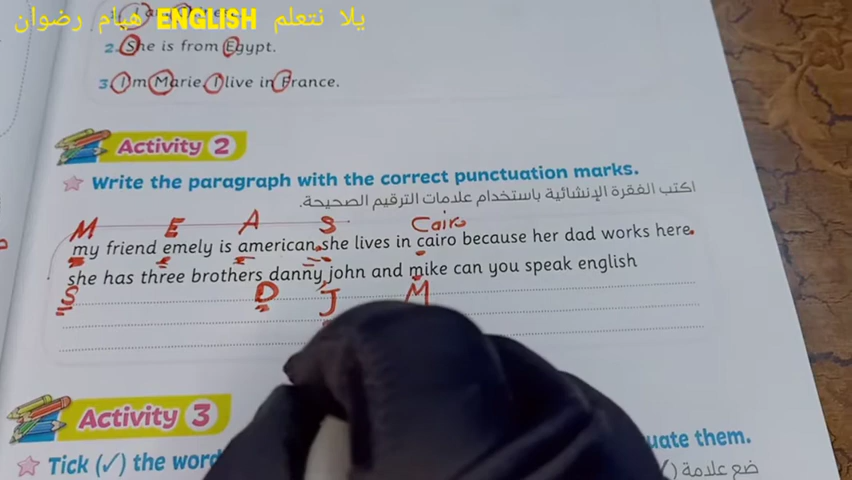 يلا نتعلم ENGLISH هيام رضوان
2. She is from Egypt.
3. I'm Marie. I live in France.
Activity 2
Write the paragraph with the correct punctuation marks.
اكتب الفقرة الإنشائية باستخدام علامات الترقيم الصحيحة.
M E A S Cairo
my friend emely is american. she lives in cairo because her dad works here.
she has three brothers danny, john and mike can you speak english
S D J M
Activity 3
Tick (✓) the word
uate them.
ضع علامة (✓)